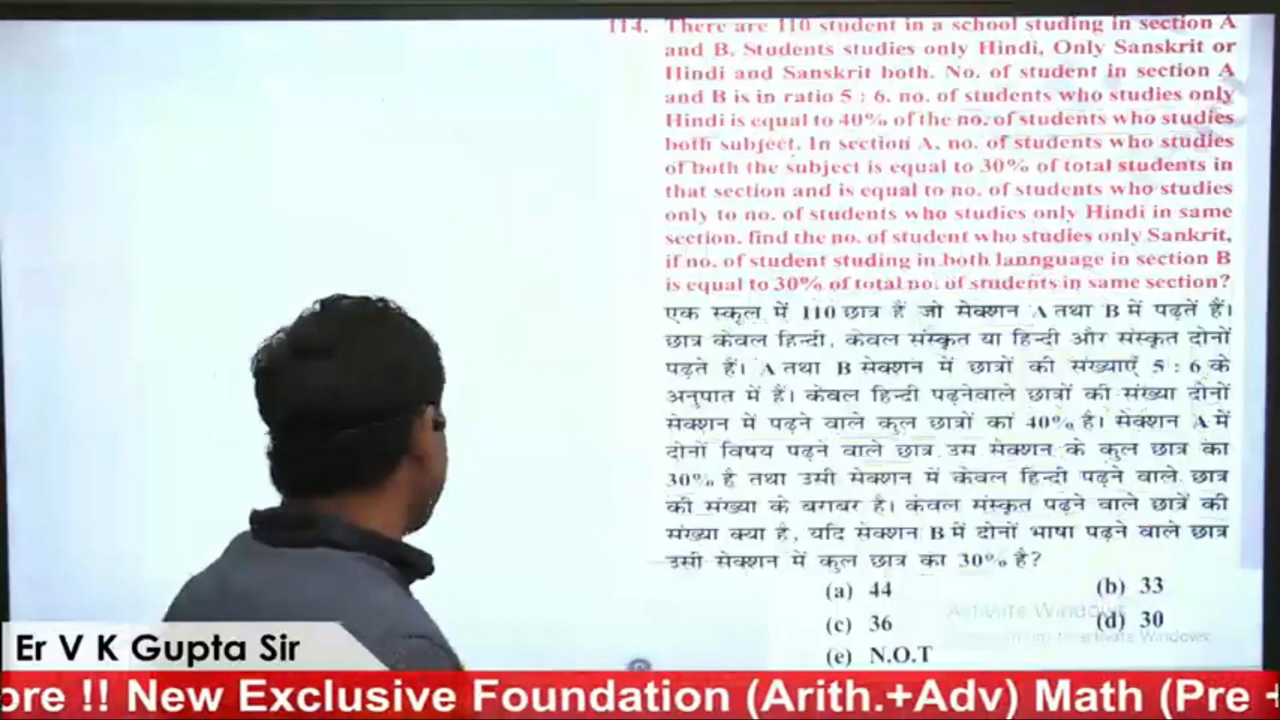 114. There are 110 student in a school studing in section A
and B. Students studies only Hindi, Only Sanskrit or
Hindi and Sanskrit both. No. of student in section A
and B is in ratio 5 : 6. no. of students who studies only
Hindi is equal to 40% of the no. of students who studies
both subject. In section A, no. of students who studies
of both the subject is equal to 30% of total students in
that section and is equal to no. of students who studies
only to no. of students who studies only Hindi in same
section. find the no. of student who studies only Sankrit,
if no. of student studing in both lannguage in section B
is equal to 30% of total no. of students in same section?
एक स्कूल में 110 छात्र हैं जो सेक्शन A तथा B में पढ़तें हैं।
छात्र केवल हिन्दी, केवल संस्कृत या हिन्दी और संस्कृत दोनों
पढ़ते हैं। A तथा B सेक्शन में छात्रों की संख्याएँ 5 : 6 के
अनुपात में हैं। केवल हिन्दी पढ़नेवाले छात्रों की संख्या दोनों
सेक्शन में पढ़ने वाले कुल छात्रों का 40% है। सेक्शन A में
दोनों विषय पढ़ने वाले छात्र उस सेक्शन के कुल छात्र का
30% है तथा उसी सेक्शन में केवल हिन्दी पढ़ने वाले छात्र
की संख्या के बराबर है। केवल संस्कृत पढ़ने वाले छात्रें की
संख्या क्या है, यदि सेक्शन B में दोनों भाषा पढ़ने वाले छात्र
उसी सेक्शन में कुल छात्र का 30% है?
(a) 44 (b) 33
Activate Windows
(c) 36 (d) 30
to activate Windows.
(e) N.O.T
Er V K Gupta Sir
ore !! New Exclusive Foundation (Arith.+Adv) Math (Pre +